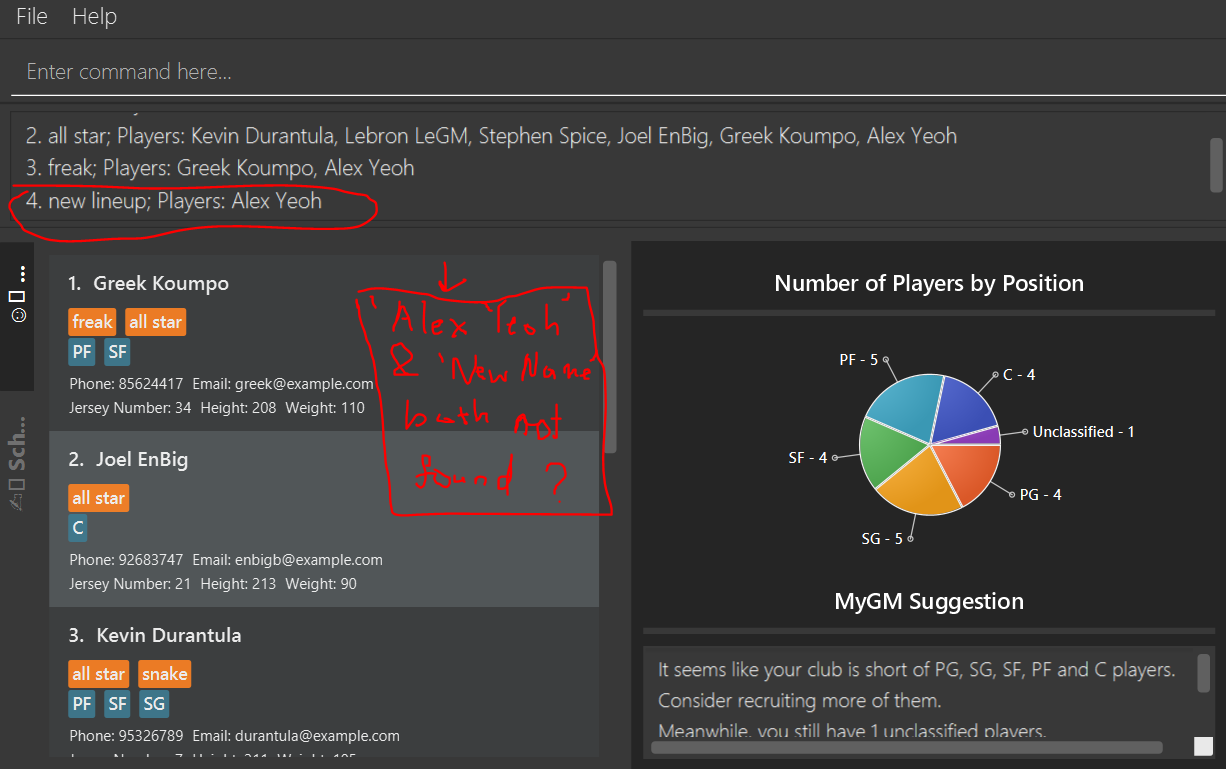 File Help
Enter command here...
2. all star; Players: Kevin Durantula, Lebron LeGM, Stephen Spice, Joel EnBig, Greek Koumpo, Alex Yeoh
3. freak; Players: Greek Koumpo, Alex Yeoh
4. new lineup; Players: Alex Yeoh
Sch...
1. Greek Koumpo
freak all star
PF SF
Phone: 85624417 Email: greek@example.com
Jersey Number: 34 Height: 208 Weight: 110
2. Joel EnBig
all star
C
Phone: 92683747 Email: enbigb@example.com
Jersey Number: 21 Height: 213 Weight: 90
3. Kevin Durantula
all star snake
PF SF SG
Phone: 95326789 Email: durantula@example.com
'Alex Yeoh'
& 'New Name'
both not
found ?
Number of Players by Position
PF - 5
C - 4
Unclassified - 1
SF - 4
PG - 4
SG - 5
MyGM Suggestion
It seems like your club is short of PG, SG, SF, PF and C players.
Consider recruiting more of them.
Meanwhile, you still have 1 unclassified players.